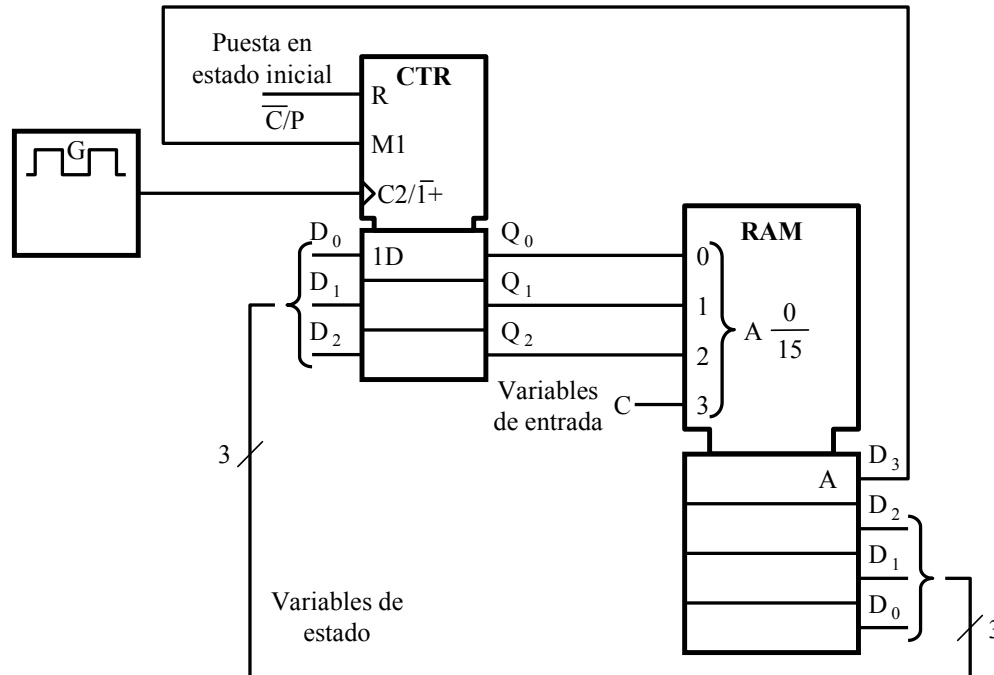 Puesta en
estado inicial
C̅/P
CTR
R
M1
C2/1̅+
G
D0
D1
D2
1D
Q0
Q1
Q2
RAM
0
1
2
3
A 0/15
Variables
de entrada
C
3
A
D3
D2
D1
D0
Variables de
estado
3